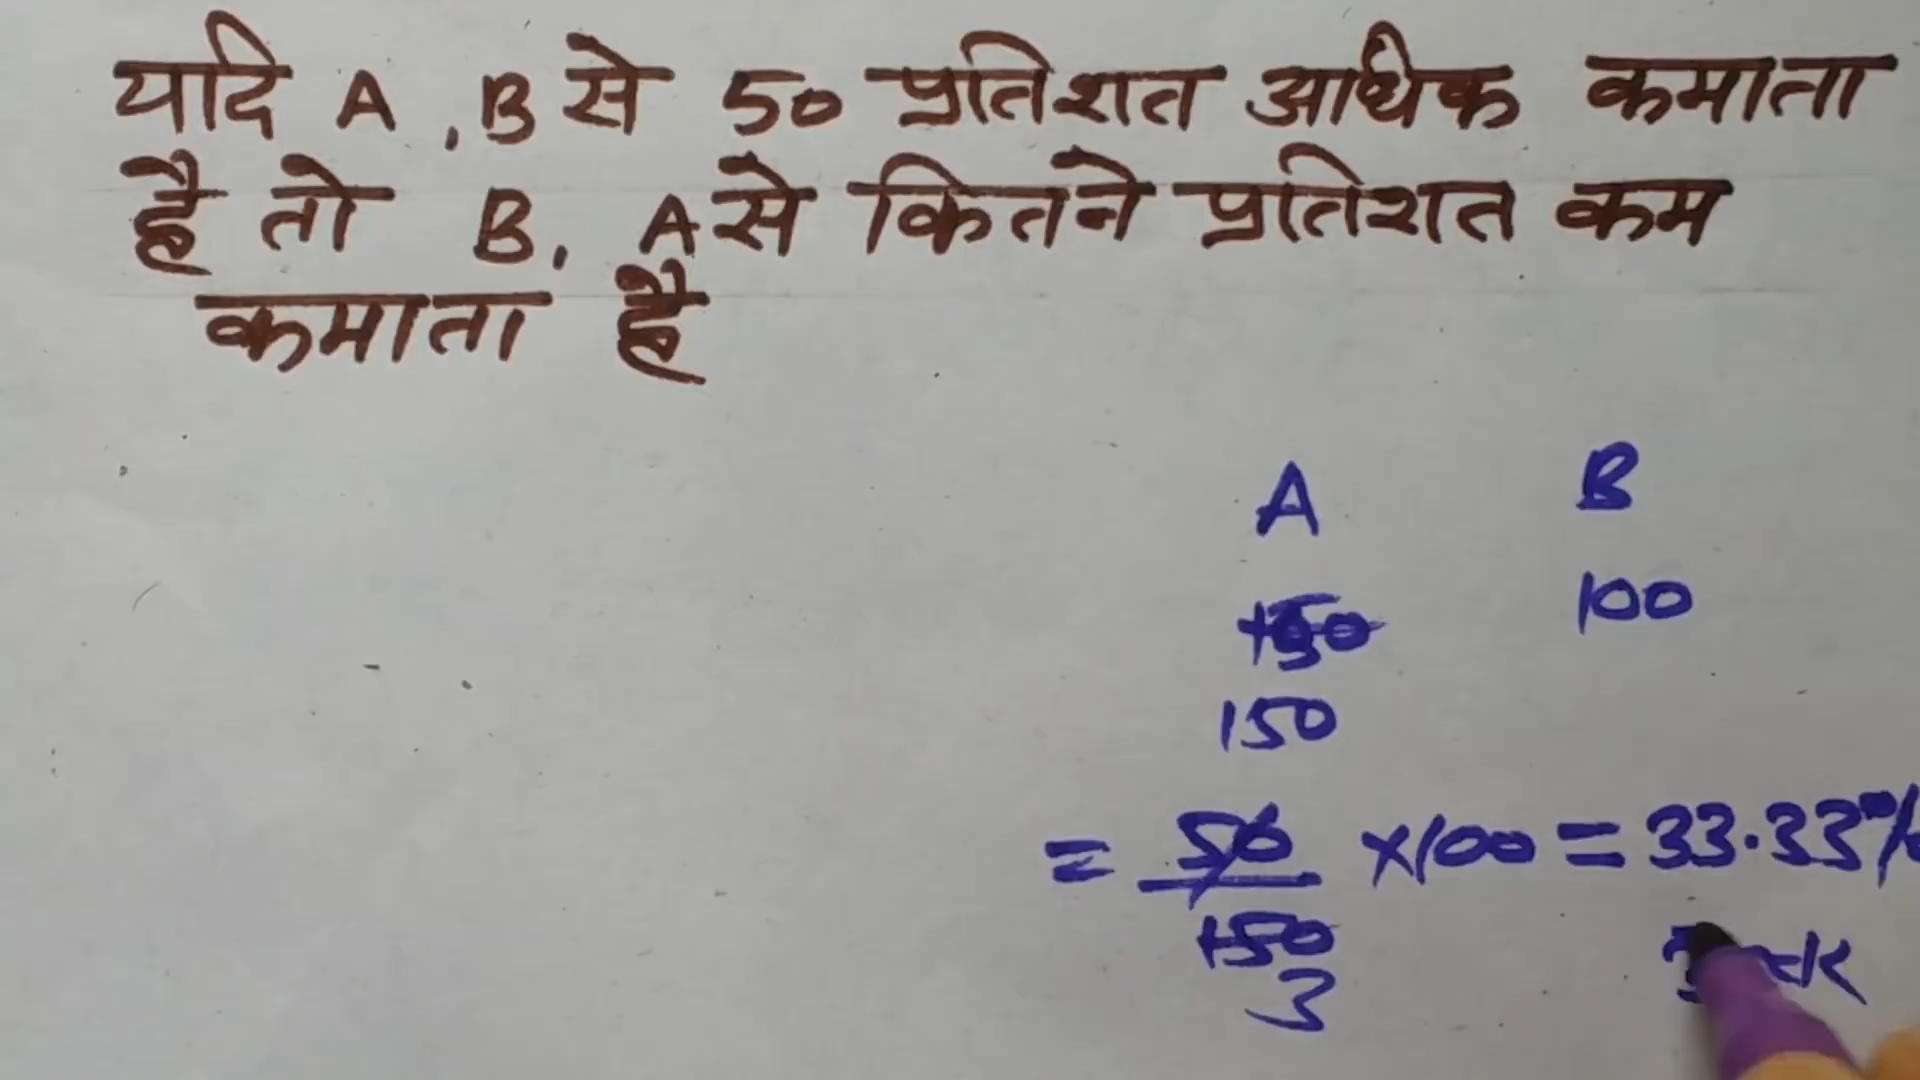 यदि A, B से 50 प्रतिशत अधिक कमाता
है तो B, A से कितने प्रतिशत कम
कमाता है
A B
100
150
= 50/150 ×100 = 33.33%
3